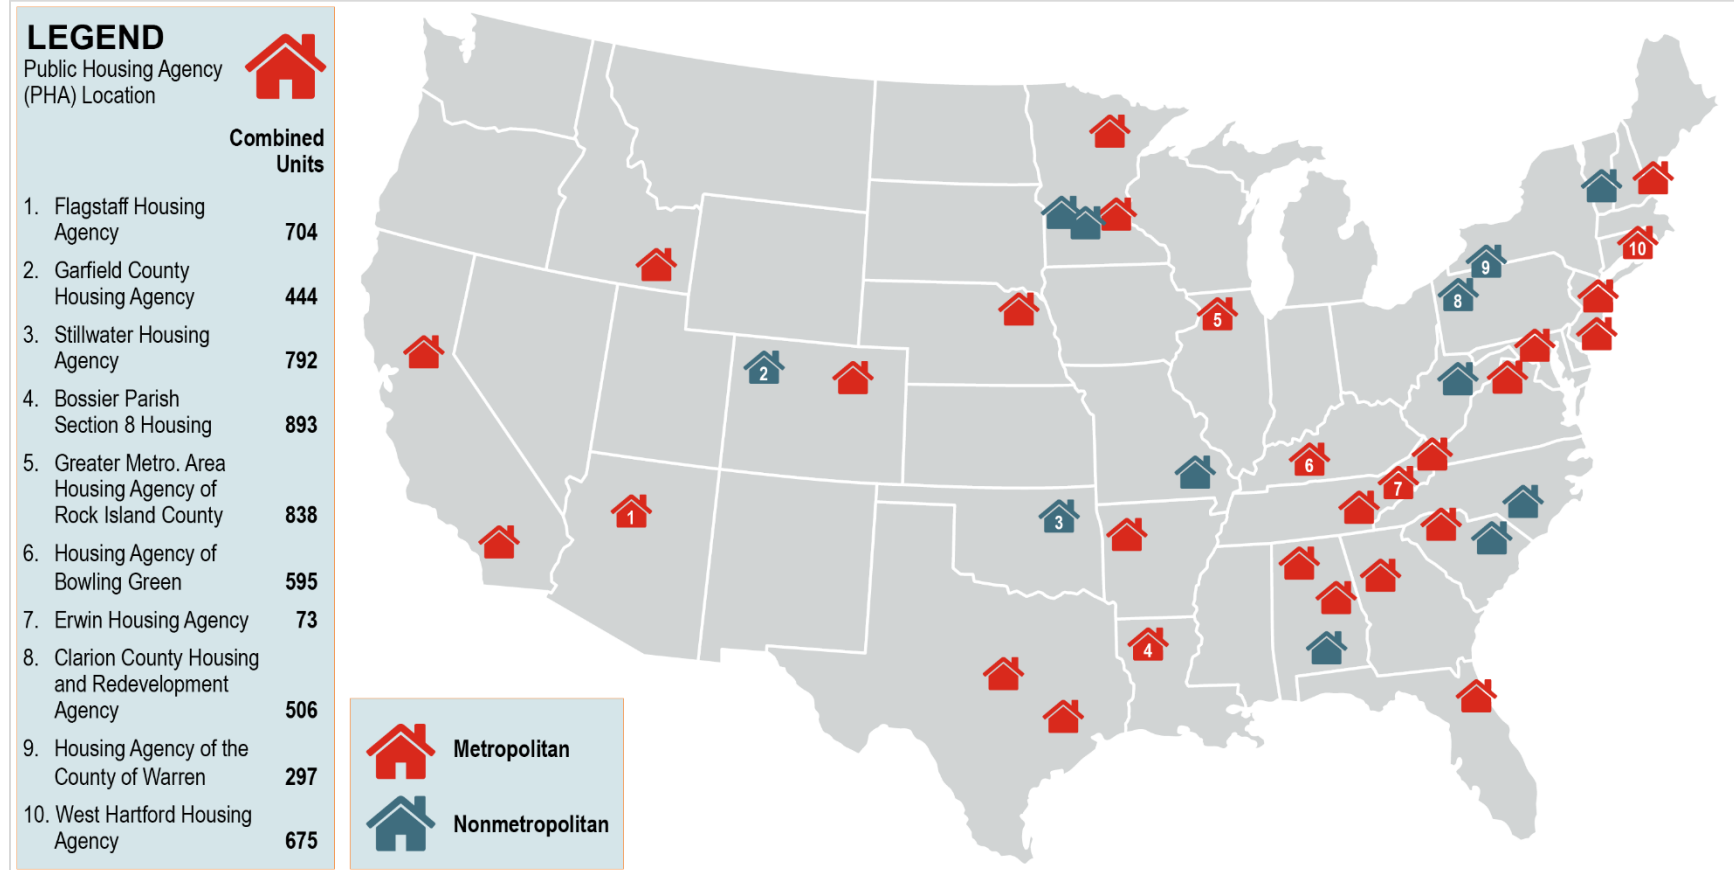 LEGEND
Public Housing Agency
(PHA) Location
Combined
Units
1. Flagstaff Housing
Agency 704
2. Garfield County
Housing Agency 444
3. Stillwater Housing
Agency 792
4. Bossier Parish
Section 8 Housing 893
5. Greater Metro. Area
Housing Agency of
Rock Island County 838
6. Housing Agency of
Bowling Green 595
7. Erwin Housing Agency 73
8. Clarion County Housing
and Redevelopment
Agency 506
9. Housing Agency of the
County of Warren 297
10. West Hartford Housing
Agency 675
Metropolitan
Nonmetropolitan
10
9
8
5
2
6
7
1
3
4